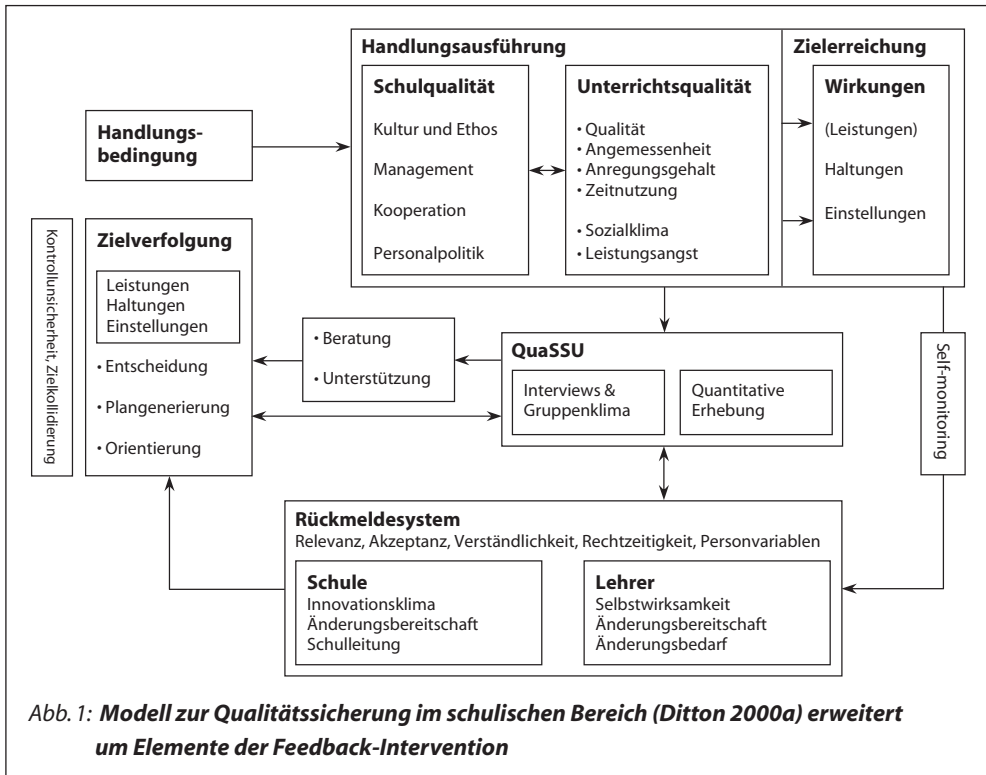 Handlungsausführung
Zielerreichung
Schulqualität
Kultur und Ethos
Management
Kooperation
Personalpolitik
Unterrichtsqualität
• Qualität
• Angemessenheit
• Anregungsgehalt
• Zeitnutzung
• Sozialklima
• Leistungsangst
Wirkungen
(Leistungen)
Haltungen
Einstellungen
Handlungs-
bedingung
Kontrollunsicherheit, Zielkollidierung
Zielverfolgung
Leistungen
Haltungen
Einstellungen
• Entscheidung
• Plangenerierung
• Orientierung
• Beratung
• Unterstützung
QuaSSU
Interviews &
Gruppenklima
Quantitative
Erhebung
Self-monitoring
Rückmeldesystem
Relevanz, Akzeptanz, Verständlichkeit, Rechtzeitigkeit, Personvariablen
Schule
Innovationsklima
Änderungsbereitschaft
Schulleitung
Lehrer
Selbstwirksamkeit
Änderungsbereitschaft
Änderungsbedarf
Abb. 1: Modell zur Qualitätssicherung im schulischen Bereich (Ditton 2000a) erweitert
um Elemente der Feedback-Intervention